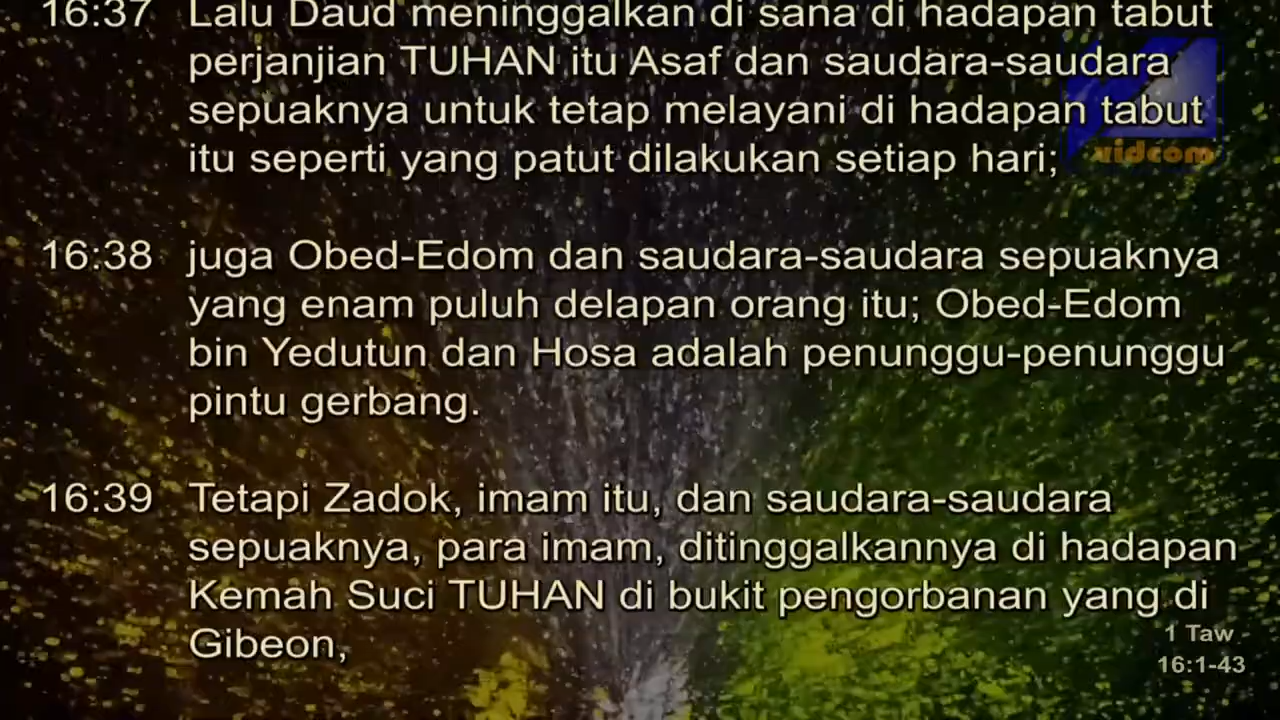 16:37 Lalu Daud meninggalkan di sana di hadapan tabut
perjanjian TUHAN itu Asaf dan saudara-saudara
sepuaknya untuk tetap melayani di hadapan tabut
itu seperti yang patut dilakukan setiap hari;
vidcom
16:38 juga Obed-Edom dan saudara-saudara sepuaknya
yang enam puluh delapan orang itu; Obed-Edom
bin Yedutun dan Hosa adalah penunggu-penunggu
pintu gerbang.
16:39 Tetapi Zadok, imam itu, dan saudara-saudara
sepuaknya, para imam, ditinggalkannya di hadapan
Kemah Suci TUHAN di bukit pengorbanan yang di
Gibeon,
1 Taw
16:1-43